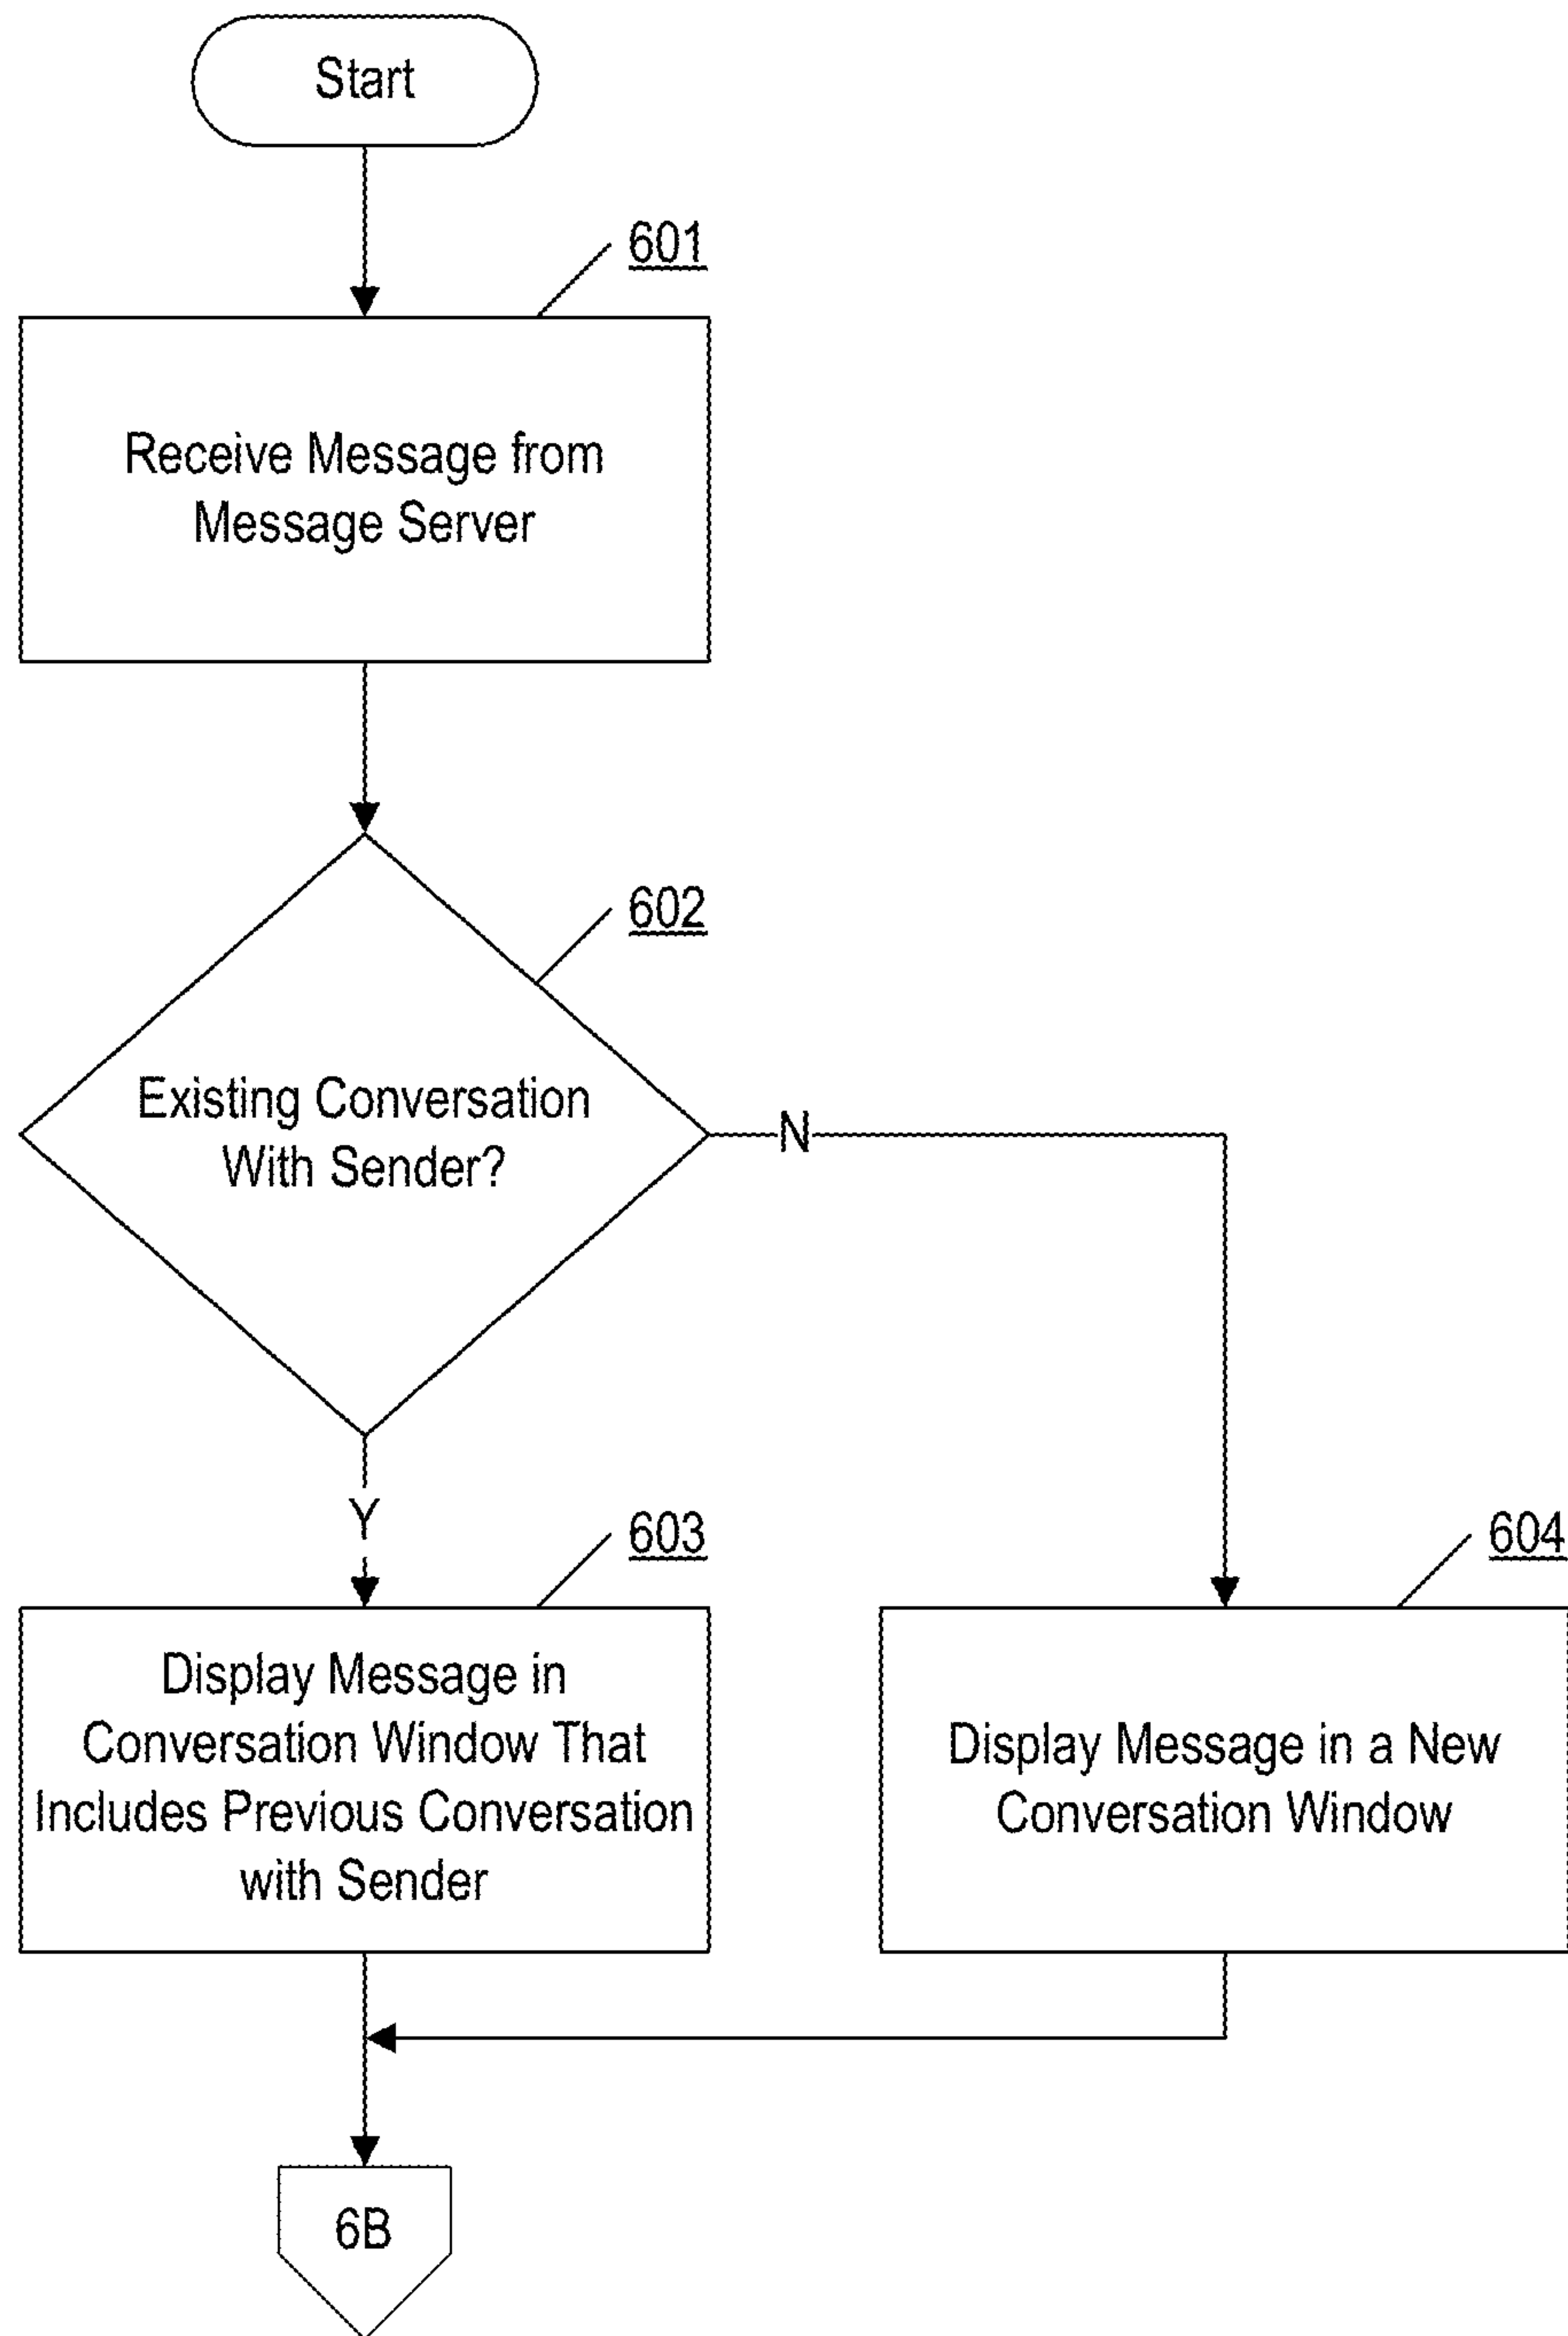 Start
601
Receive Message from
Message Server
602
Existing Conversation
With Sender?
N
Y
603
Display Message in
Conversation Window That
Includes Previous Conversation
with Sender
604
Display Message in a New
Conversation Window
6B